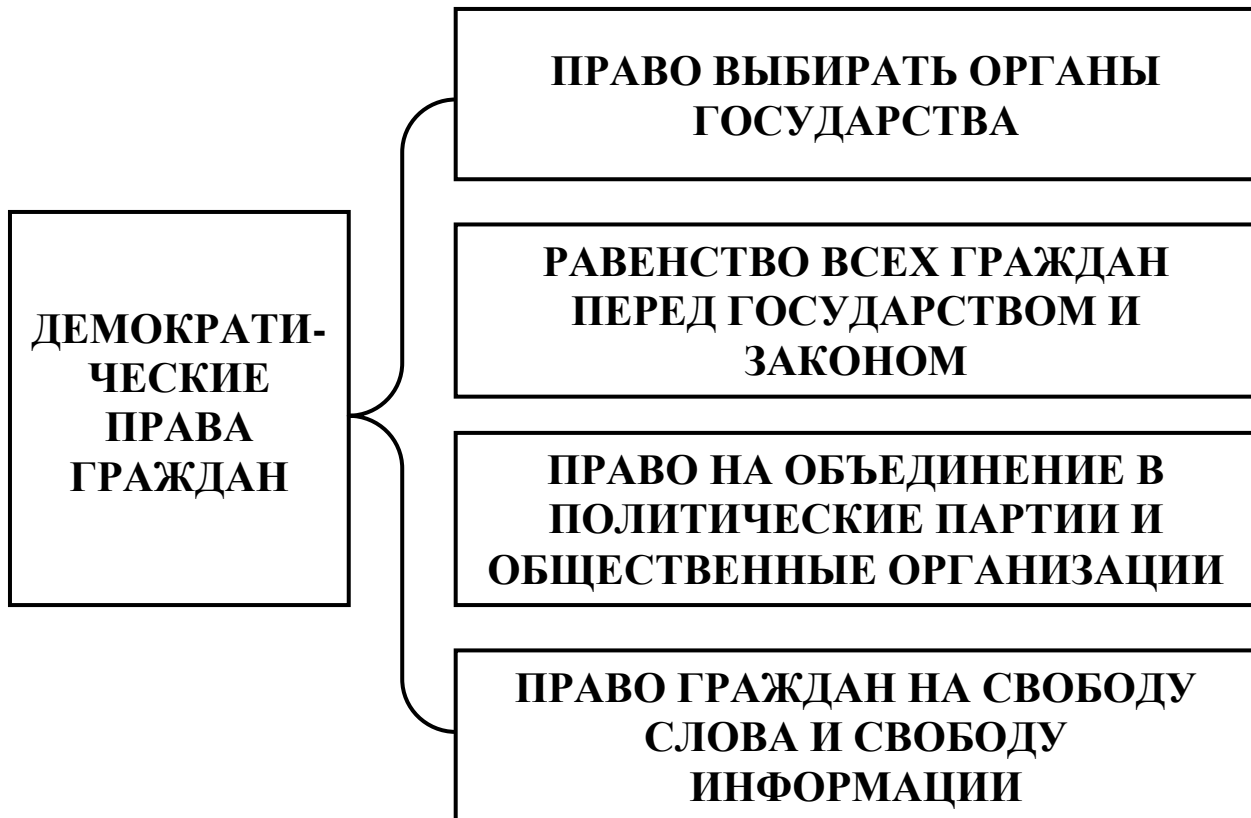 ДЕМОКРАТИ-
ЧЕСКИЕ
ПРАВА
ГРАЖДАН
ПРАВО ВЫБИРАТЬ ОРГАНЫ
ГОСУДАРСТВА
РАВЕНСТВО ВСЕХ ГРАЖДАН
ПЕРЕД ГОСУДАРСТВОМ И
ЗАКОНОМ
ПРАВО НА ОБЪЕДИНЕНИЕ В
ПОЛИТИЧЕСКИЕ ПАРТИИ И
ОБЩЕСТВЕННЫЕ ОРГАНИЗАЦИИ
ПРАВО ГРАЖДАН НА СВОБОДУ
СЛОВА И СВОБОДУ
ИНФОРМАЦИИ